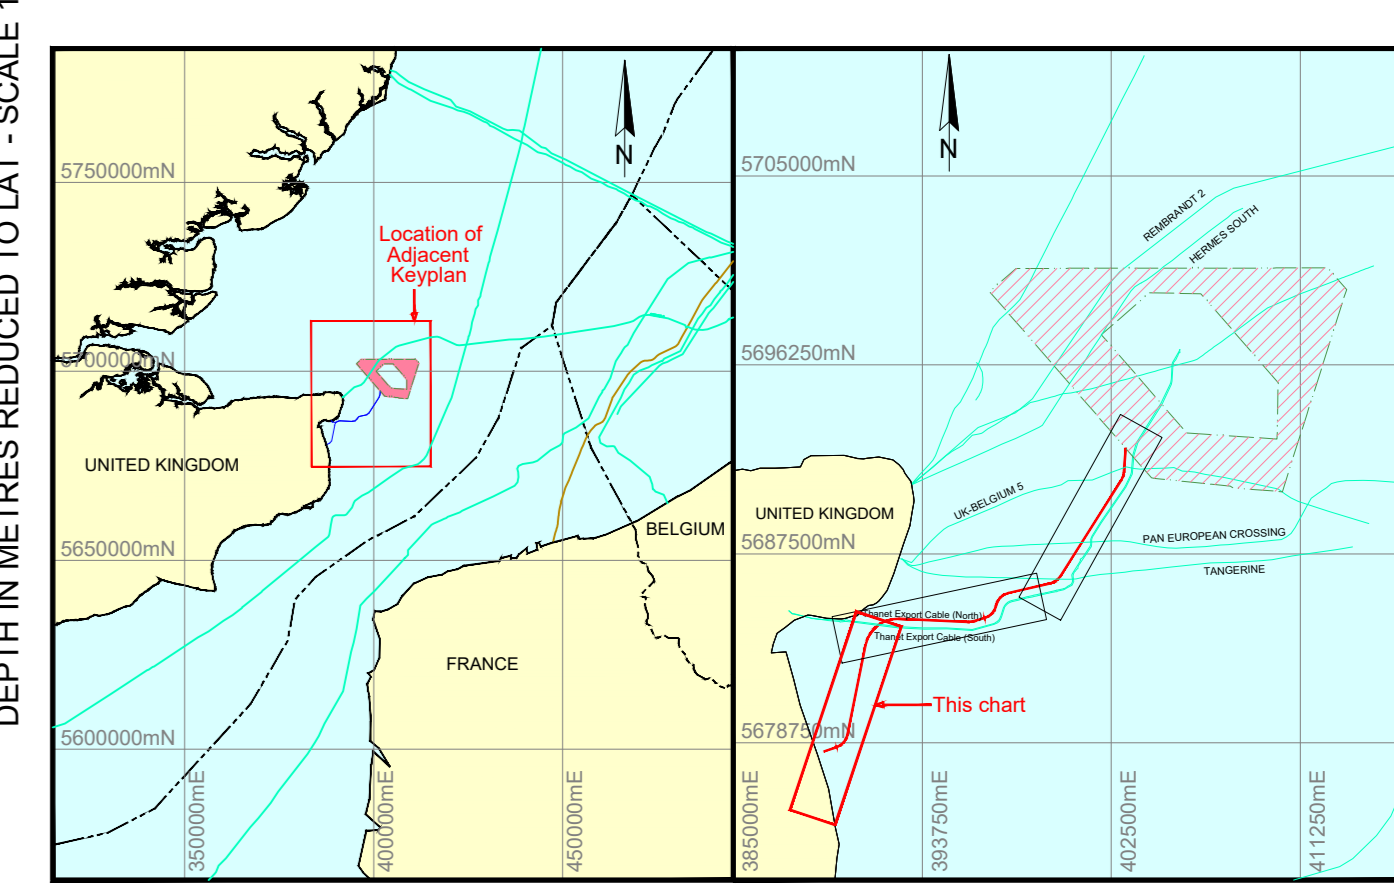 DEPTH IN METRES REDUCED TO LAT - SCALE 1
N
5750000mN
Location of
Adjacent
Keyplan
5700000mN
UNITED KINGDOM
5650000mN
BELGIUM
FRANCE
5600000mN
350000mE
400000mE
450000mE
N
5705000mN
REMBRANDT 2
HERMES SOUTH
5696250mN
UK-BELGIUM 5
UNITED KINGDOM
5687500mN
PAN EUROPEAN CROSSING
TANGERINE
Thanet Export Cable (North)
Thanet Export Cable (South)
This chart
5678750mN
385000mE
393750mE
402500mE
411250mE